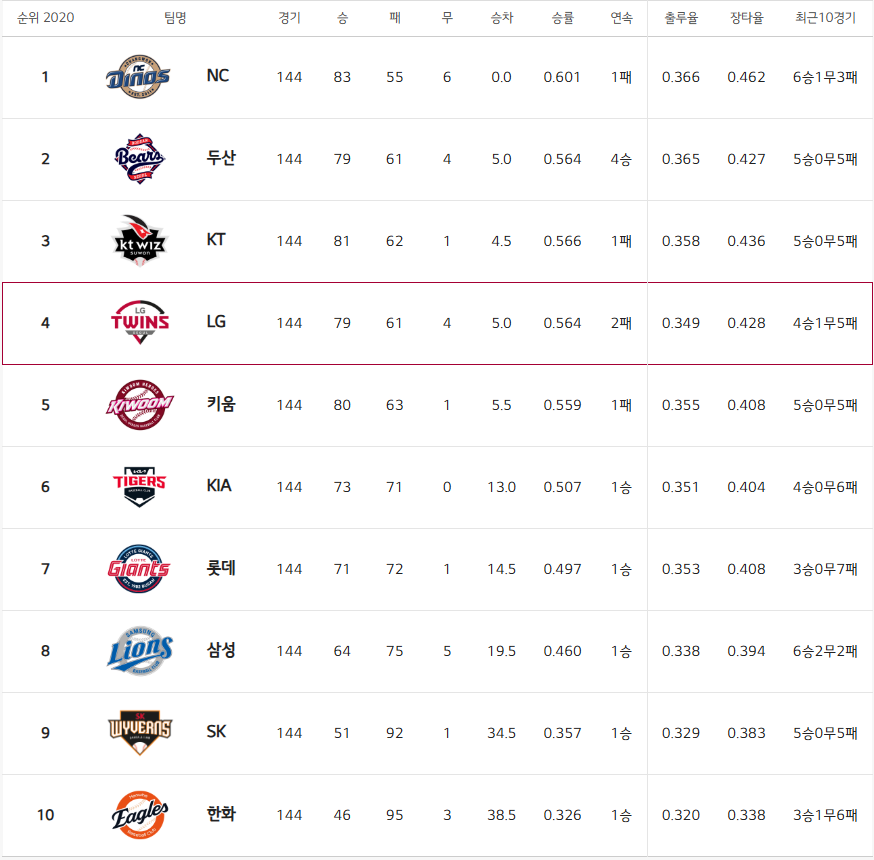 순위 2020 팀명 경기 승 패 무 승차 승률 연속 출루율 장타율 최근10경기
1 NC Dinos NC 144 83 55 6 0.0 0.601 1패 0.366 0.462 6승1무3패
2 Bears 두산 144 79 61 4 5.0 0.564 4승 0.365 0.427 5승0무5패
3 kt wiz SUWON KT 144 81 62 1 4.5 0.566 1패 0.358 0.436 5승0무5패
4 LG TWINS LG 144 79 61 4 5.0 0.564 2패 0.349 0.428 4승1무5패
5 KIWOOM 키움 144 80 63 1 5.5 0.559 1패 0.355 0.408 5승0무5패
6 KIA TIGERS KIA 144 73 71 0 13.0 0.507 1승 0.351 0.404 4승0무6패
7 LOTTE GIANTS LOTTE Giants 롯데 144 71 72 1 14.5 0.497 1승 0.353 0.408 3승0무7패
8 SAMSUNG Lions 삼성 144 64 75 5 19.5 0.460 1승 0.338 0.394 6승2무2패
9 SK WYVERNS SK 144 51 92 1 34.5 0.357 1승 0.329 0.383 5승0무5패
10 Hanwha Eagles 한화 144 46 95 3 38.5 0.326 1승 0.320 0.338 3승1무6패